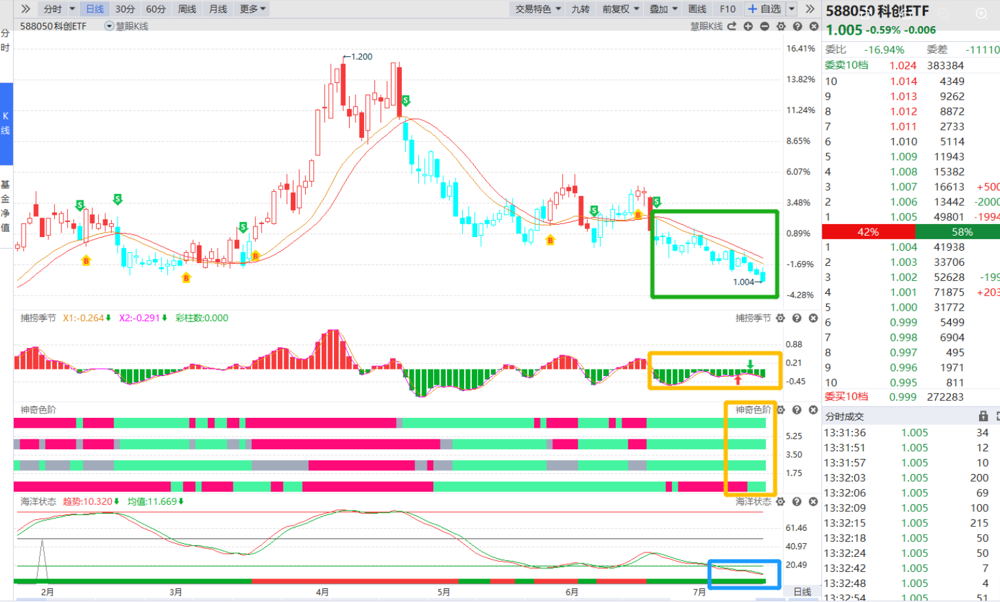 分时 日线 30分 60分 周线 月线 更多 交易特色 九转 前复权 叠加 画线 F10 +自选
588050 科创ETF 慧眼K线 慧眼K线
分时
K线
基金净值
16.41%
13.82%
11.24%
8.65%
6.07%
3.48%
0.89%
-1.69%
-4.28%
←1.200
S
S
S
S
S
S
B
B
B
B
B
1.004→
捕捞季节 X1:-0.264 X2:-0.291 彩柱数:0.000 捕捞季节
0.88
0.21
-0.45
神奇色阶 神奇色阶
5.25
3.50
1.75
海洋状态 趋势:10.320 均值:11.669 海洋状态
61.46
40.97
20.49
2月 3月 4月 5月 6月 7月 日线
588050 科创ETF
1.005 -0.59% -0.006
委比 -16.94% 委差 -11110
委卖10档 1.024 383384
10 1.014 4349
9 1.013 9262
8 1.012 8872
7 1.011 2733
6 1.010 5114
5 1.009 11943
4 1.008 15382
3 1.007 16613 +500
2 1.006 13442 -2000
1 1.005 49801 -1994
42% 58%
1 1.004 41938
2 1.003 33706
3 1.002 52628 -199
4 1.001 71875 +203
5 1.000 31772
6 0.999 5499
7 0.998 6904
8 0.997 495
9 0.996 1971
10 0.995 811
委买10档 0.999 272283
分时成交
13:31:36 1.005 34
13:31:51 1.005 12
13:31:57 1.005 10
13:32:03 1.005 200
13:32:06 1.005 69
13:32:09 1.005 100
13:32:15 1.005 215
13:32:18 1.005 50
13:32:24 1.005 50
13:32:42 1.005 7
13:32:48 1.005 4
13:32:54 1.005 51